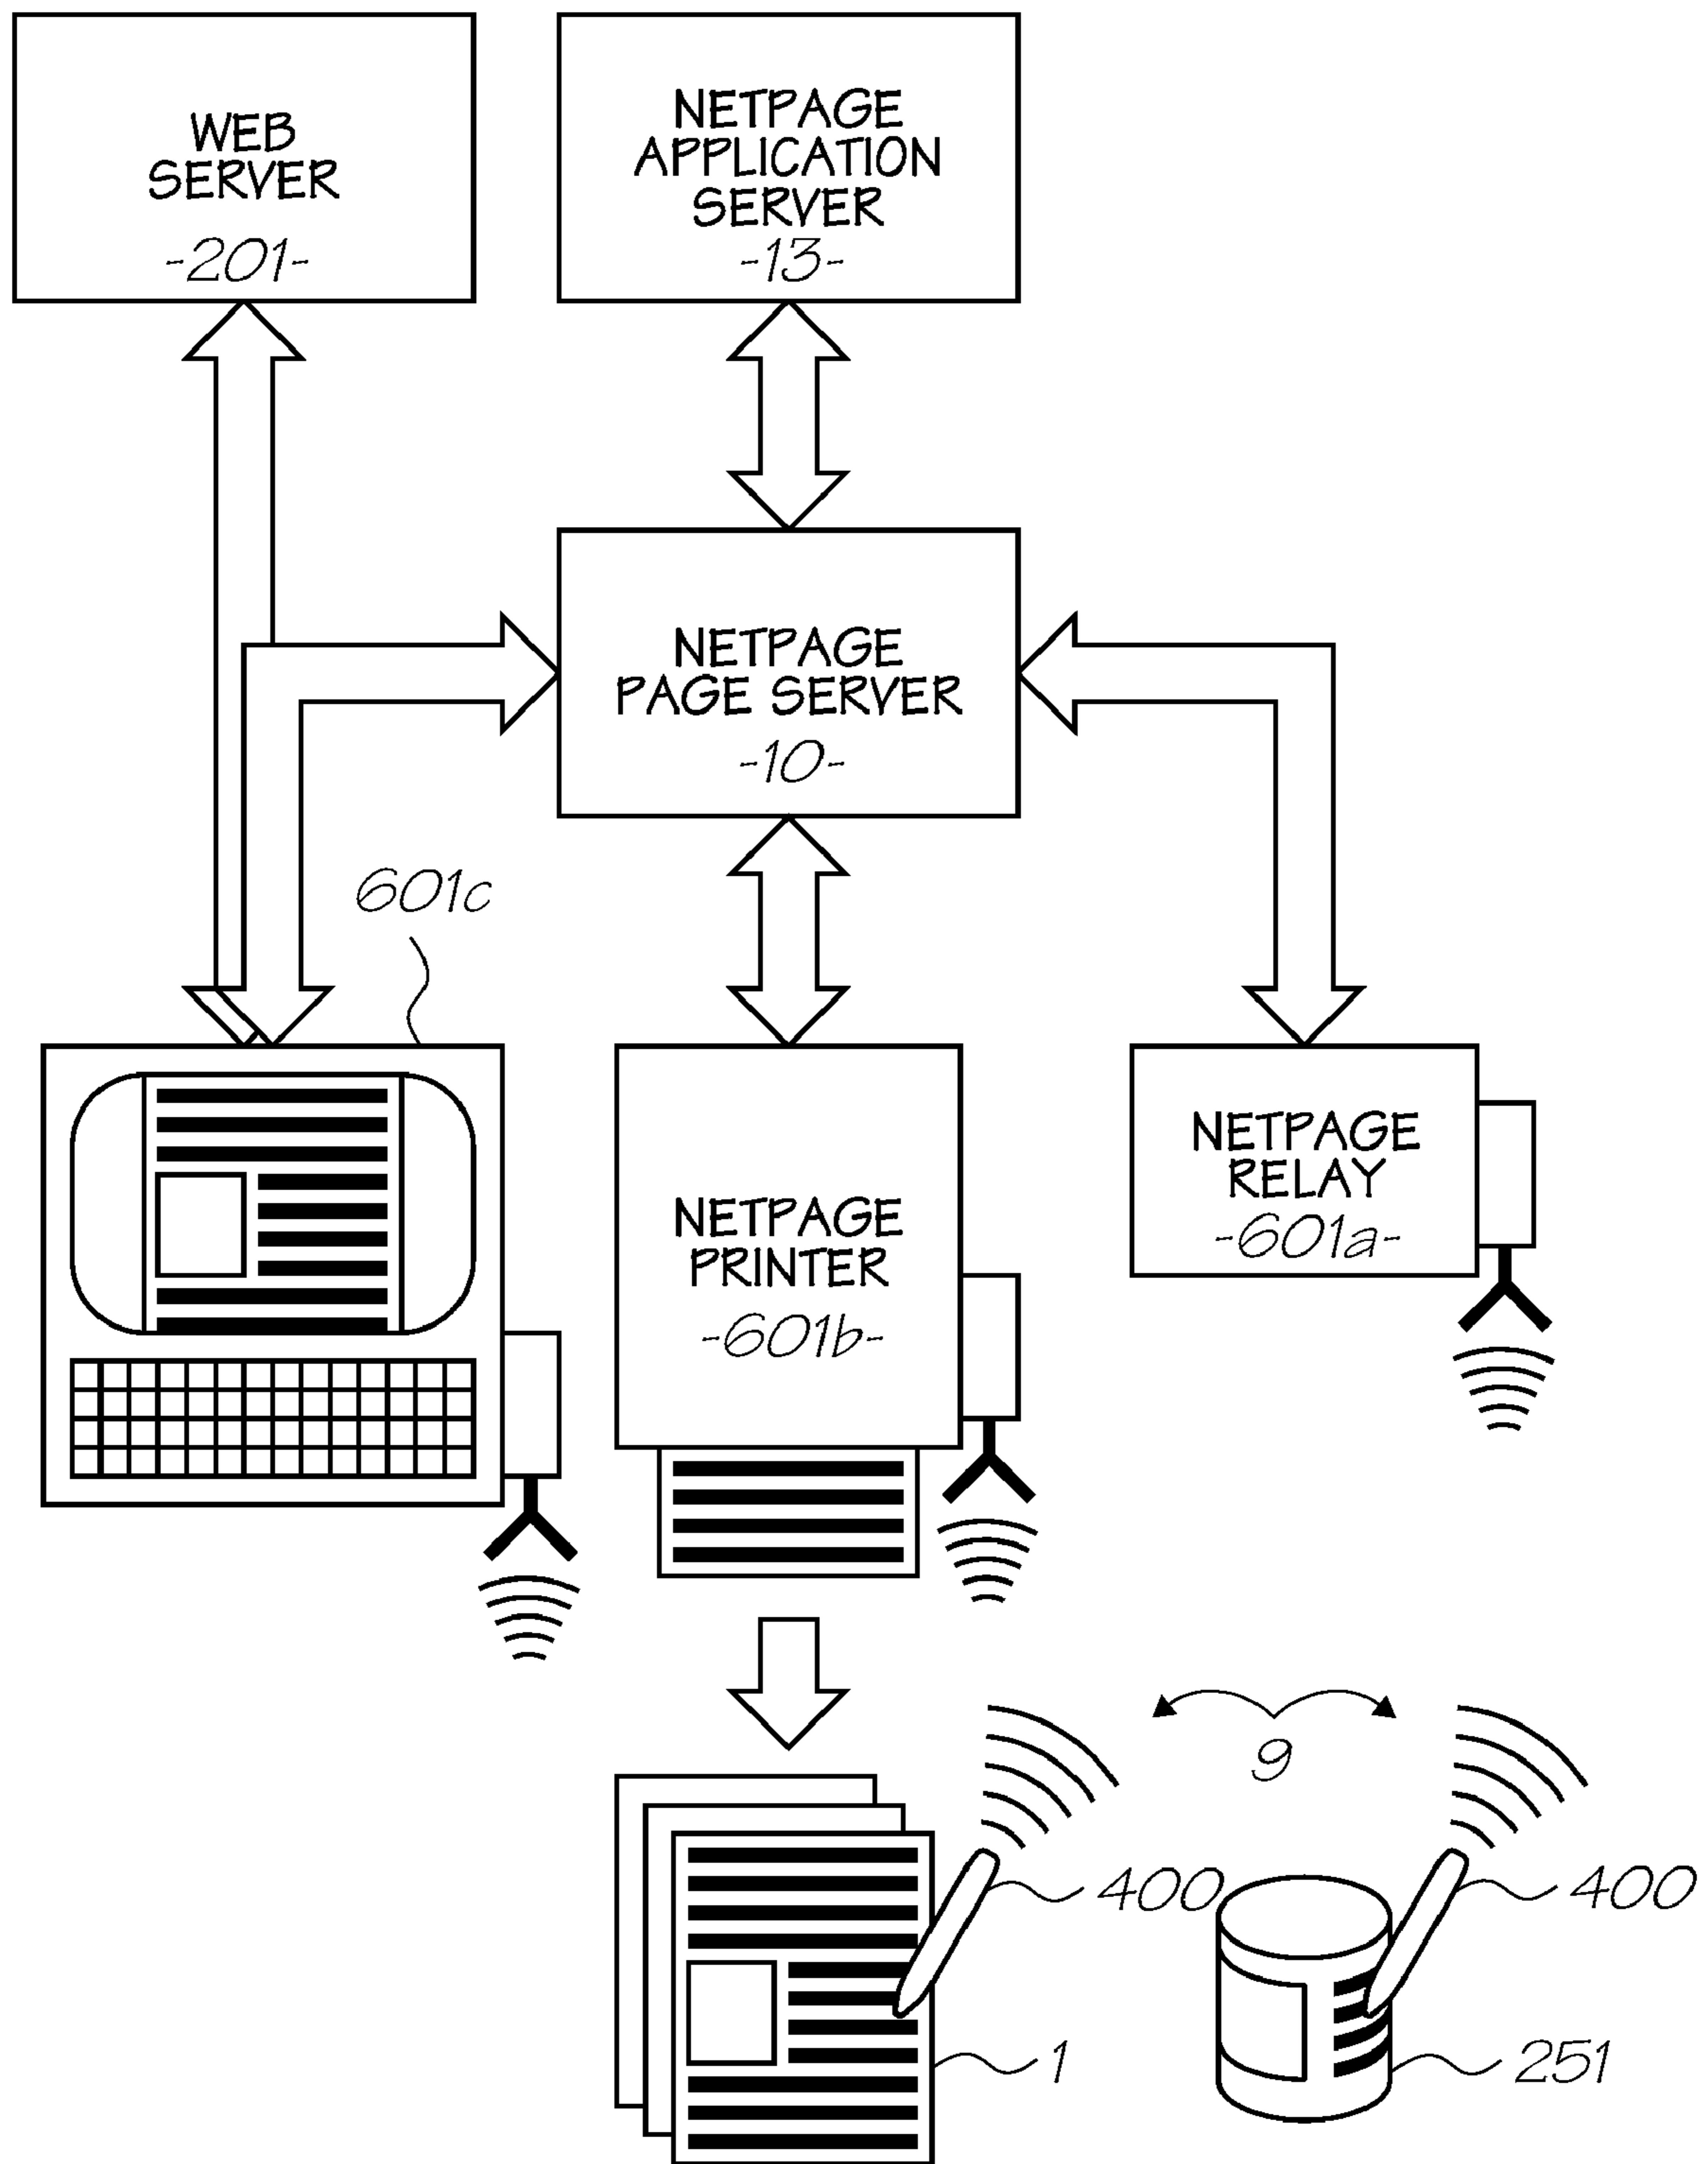 WEB
SERVER
-201-
NETPAGE
APPLICATION
SERVER
-13-
NETPAGE
PAGE SERVER
-10-
601c
NETPAGE
PRINTER
-601b-
NETPAGE
RELAY
-601a-
9
400
400
1
251